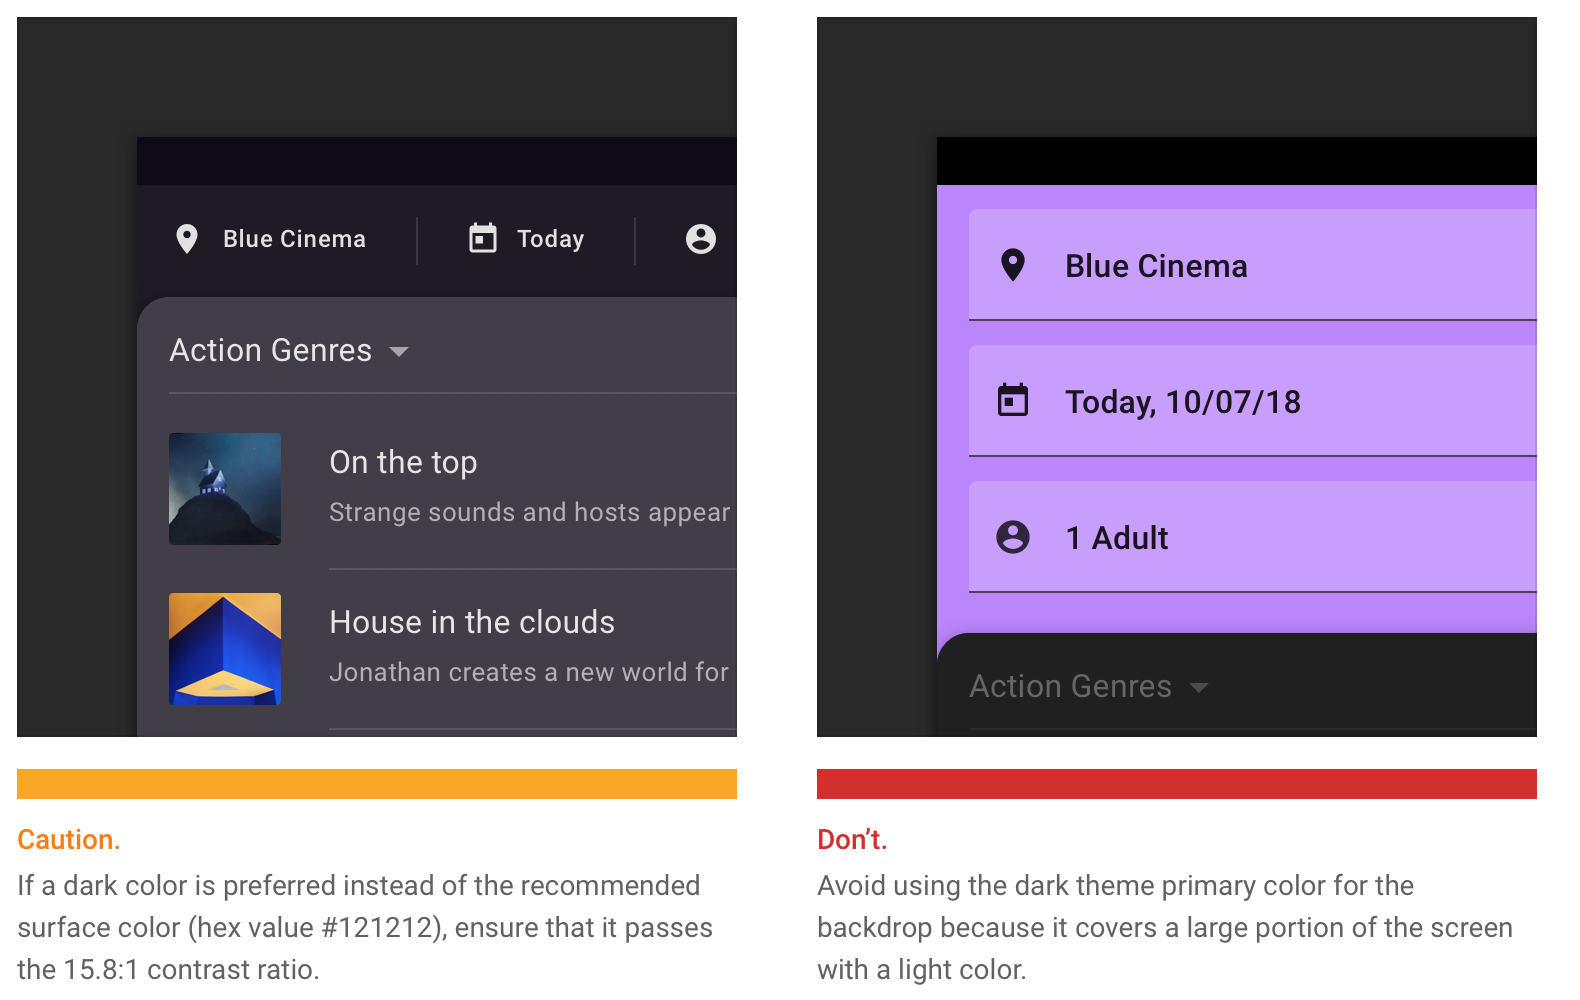 Blue Cinema
Today
Action Genres
On the top
Strange sounds and hosts appear
House in the clouds
Jonathan creates a new world for
Caution.
If a dark color is preferred instead of the recommended
surface color (hex value #121212), ensure that it passes
the 15.8:1 contrast ratio.
Blue Cinema
Today, 10/07/18
1 Adult
Action Genres
Don’t.
Avoid using the dark theme primary color for the
backdrop because it covers a large portion of the screen
with a light color.